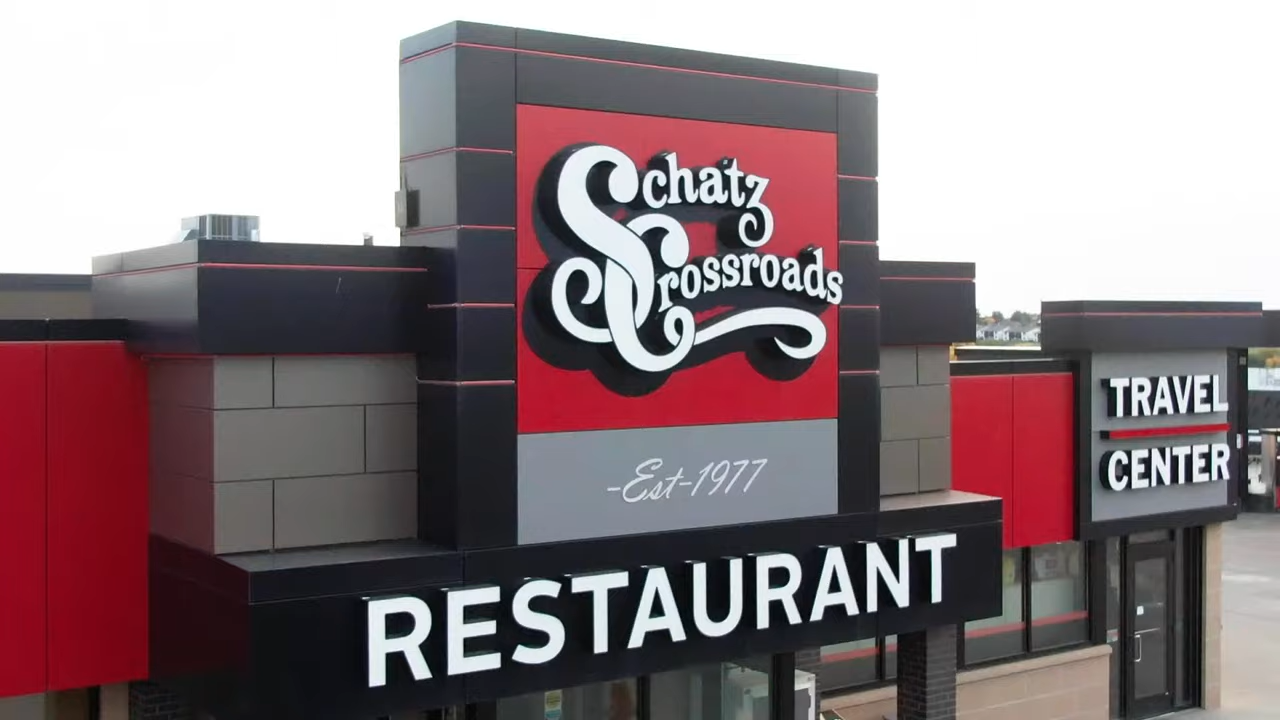 Schatz
Crossroads
-Est-1977
RESTAURANT
TRAVEL
CENTER